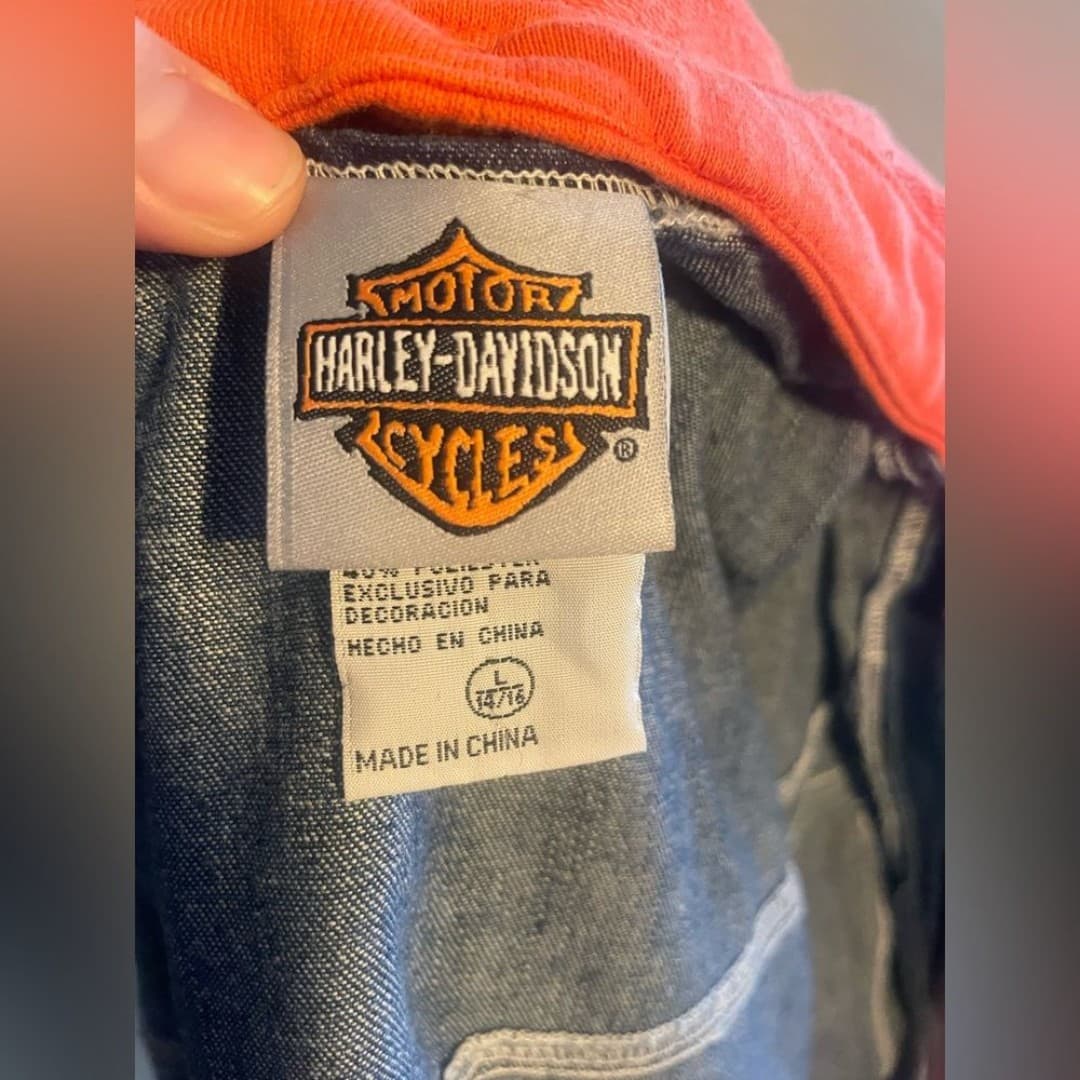 MOTOR
HARLEY-DAVIDSON
CYCLES
®
EXCLUSIVO PARA
DECORACION
HECHO EN CHINA
L
14/16
MADE IN CHINA